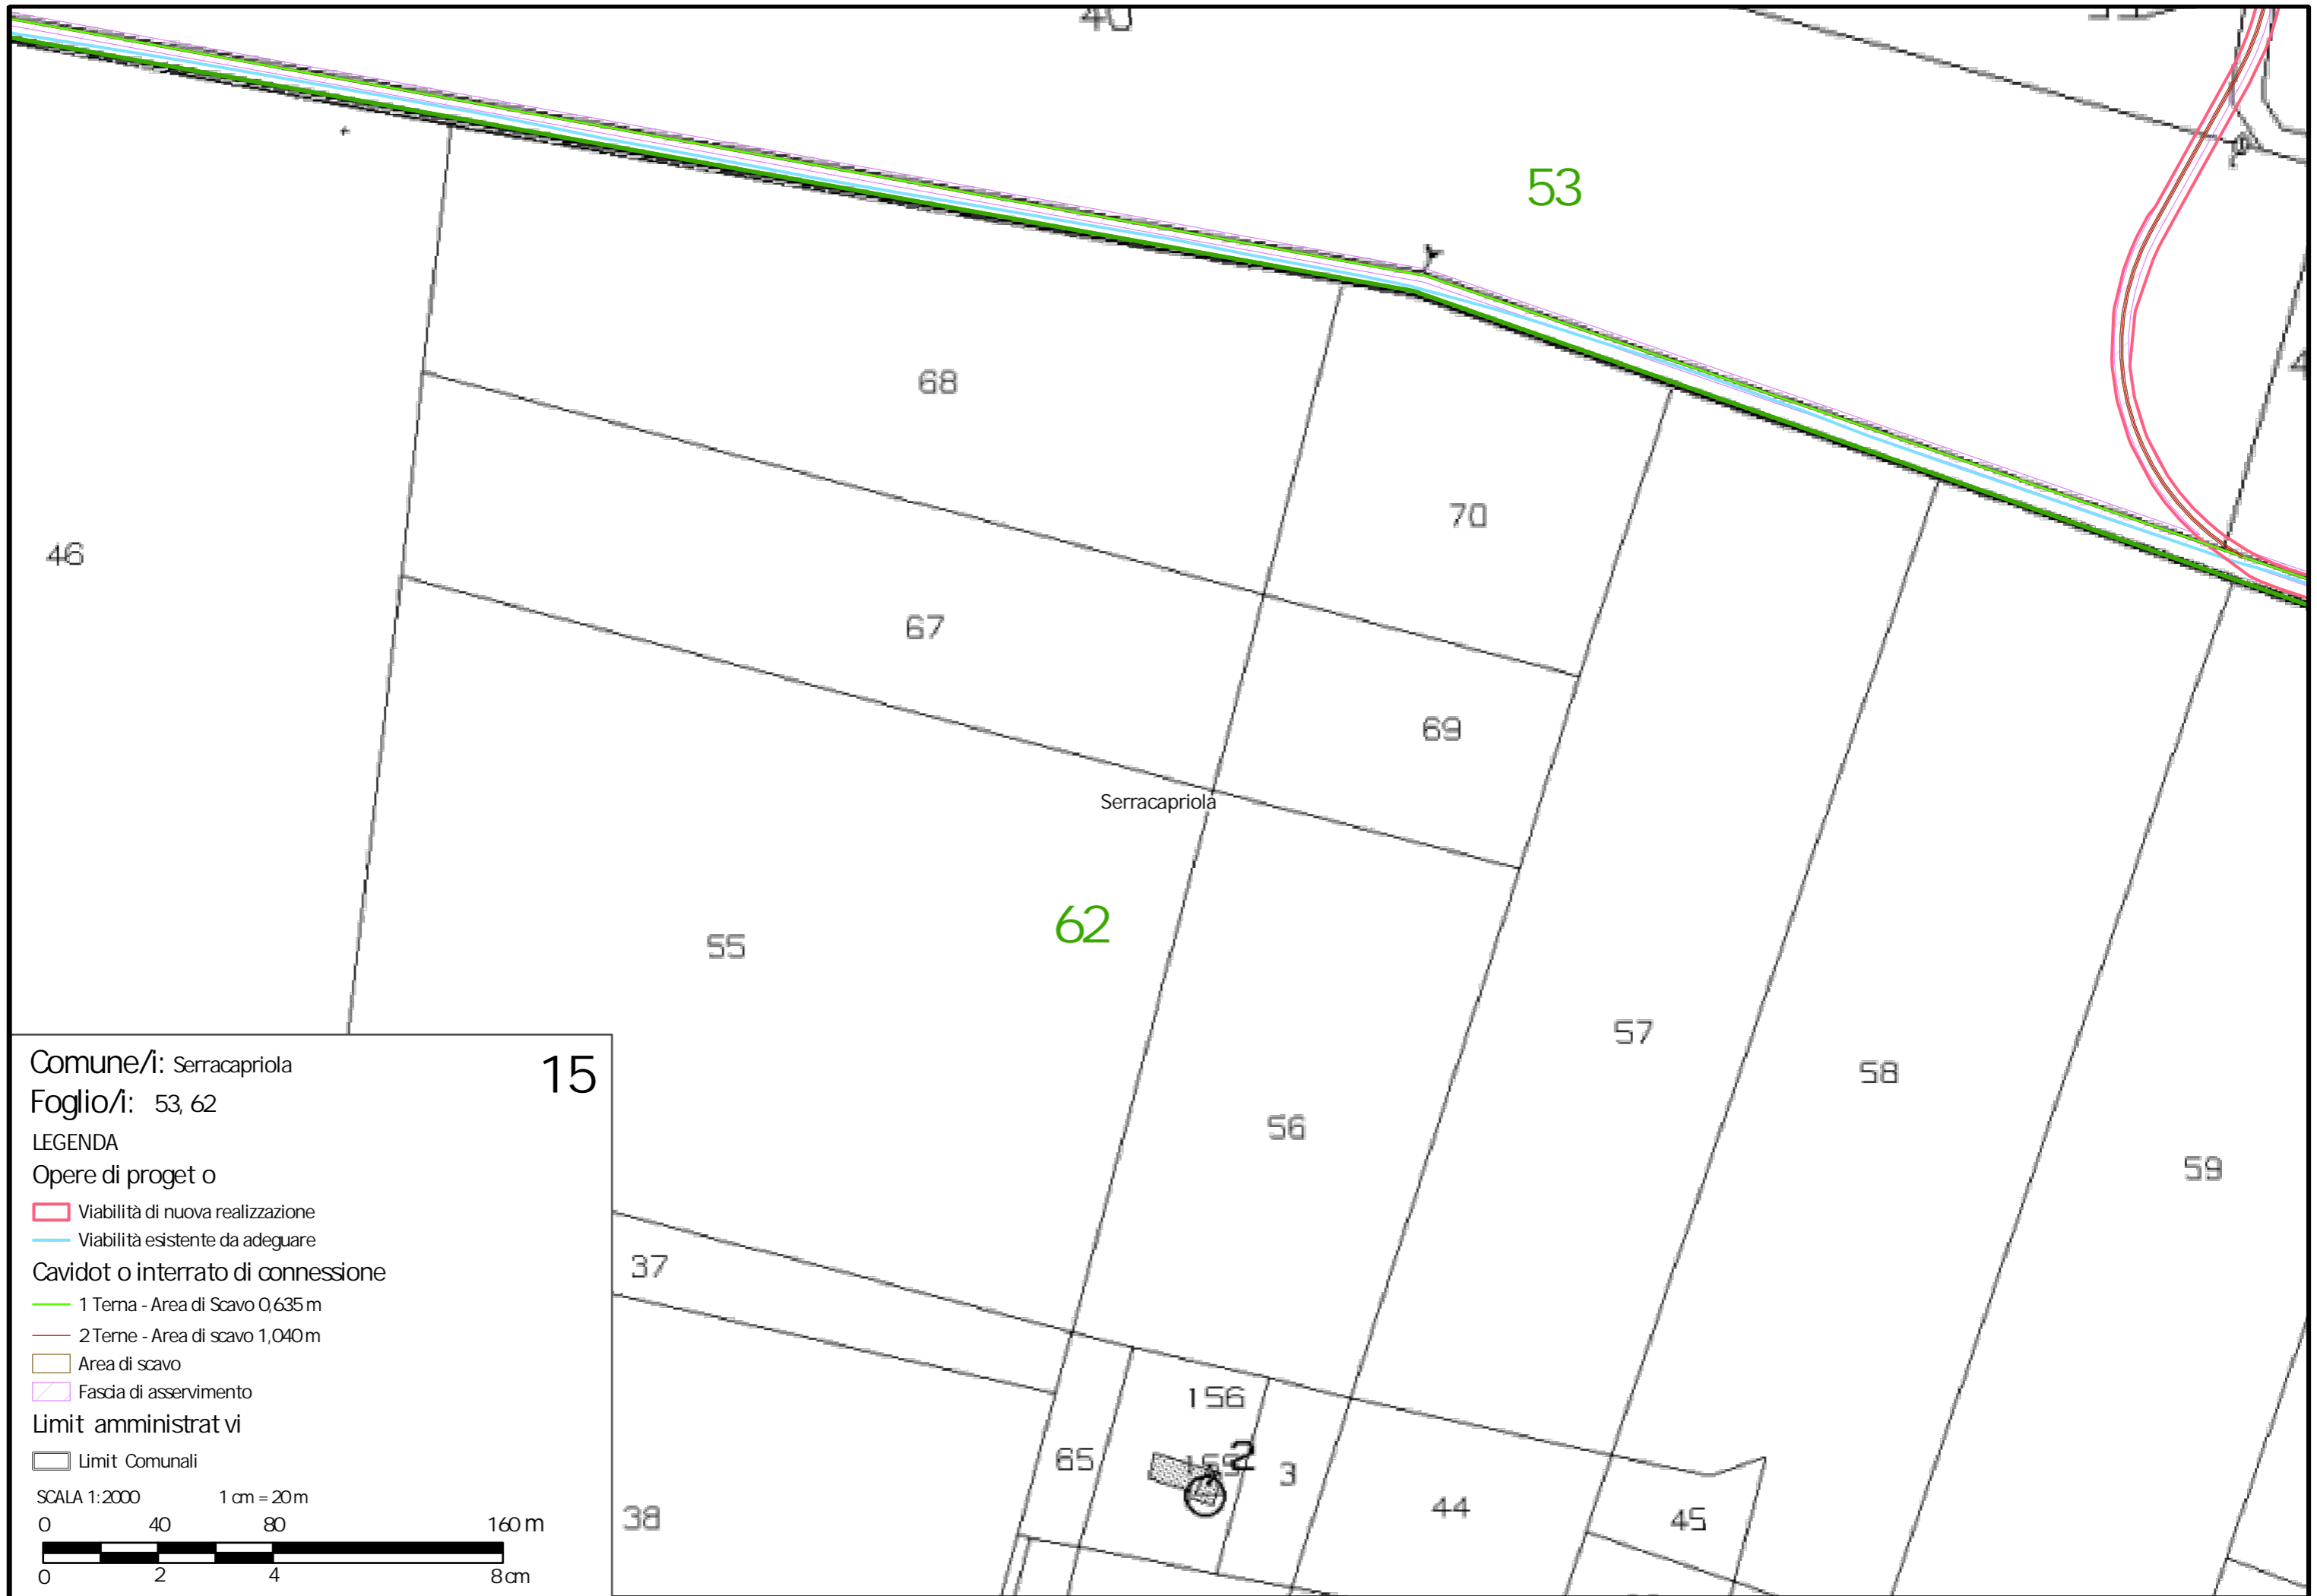 53
68
70
46
67
69
Serracapriola
62
55
57
58
56
59
37
156
65
2
3
38
44
45
Comune/i: Serracapriola
15
Foglio/i: 53, 62
LEGENDA
Opere di proget o
Viabilità di nuova realizzazione
Viabilità esistente da adeguare
Cavidot o interrato di connessione
1 Terna - Area di Scavo 0,635 m
2 Terne - Area di scavo 1,040 m
Area di scavo
Fascia di asservimento
Limit amministrat vi
Limit Comunali
SCALA 1:2000 1 cm = 20 m
0 40 80 160 m
0 2 4 8 cm